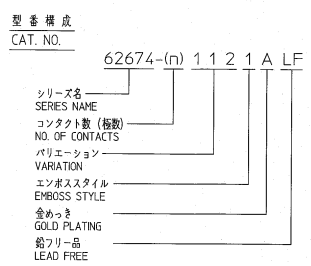 型番構成
CAT. NO.
62674-(n) 1 1 2 1 A LF
シリーズ名
SERIES NAME
コンタクト数 (極数)
NO. OF CONTACTS
バリエーション
VARIATION
エンボススタイル
EMBOSS STYLE
金めっき
GOLD PLATING
鉛フリー品
LEAD FREE